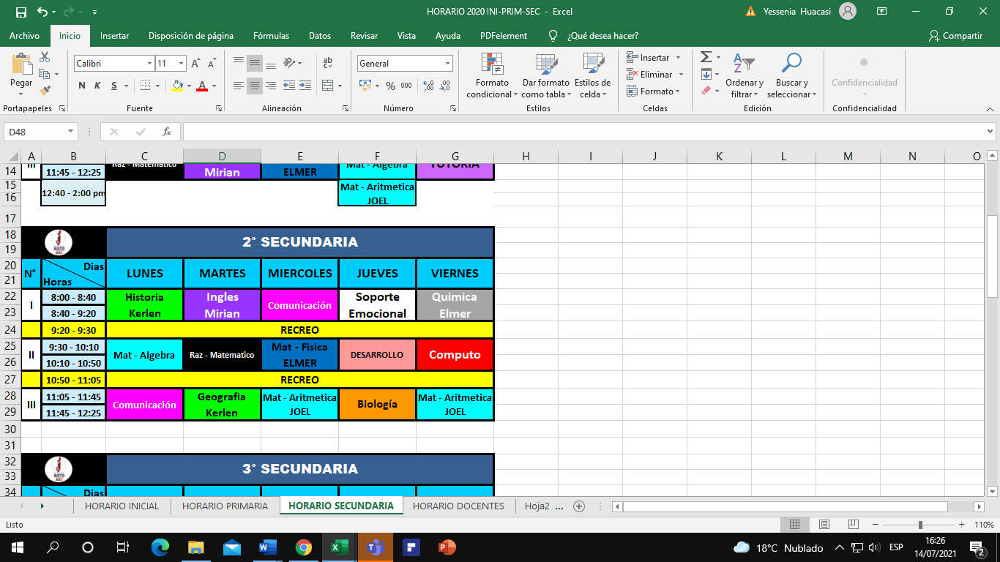 HORARIO 2020 INI-PRIM-SEC - Excel
Yessenia Huacasi
Archivo Inicio Insertar Disposición de página Fórmulas Datos Revisar Vista Ayuda PDFelement ¿Qué desea hacer? Compartir
Pegar
Calibri 11
N K S
General
% 000
Formato condicional
Dar formato como tabla
Estilos de celda
Insertar
Eliminar
Formato
Ordenar y filtrar
Buscar y seleccionar
Confidencialidad
Portapapeles Fuente Alineación Número Estilos Celdas Edición Confidencialidad
D48 fx
A B C D E F G H I J K L M N O
14 III 11:45 - 12:25 Raz - Matematico Mirian ELMER Mat - Algebra TUTORIA
15
16
12:40 - 2:00 pm Mat - Aritmetica
JOEL
17
18
19
JUSTO
2° SECUNDARIA
20
21
N° Dias
Horas
LUNES MARTES MIERCOLES JUEVES VIERNES
22 8:00 - 8:40 Historia Ingles Comunicación Soporte Quimica
I
23 8:40 - 9:20 Kerlen Mirian Emocional Elmer
24 9:20 - 9:30 RECREO
25 9:30 - 10:10 Mat - Fisica
II Mat - Algebra Raz - Matematico DESARROLLO Computo
26 10:10 - 10:50 ELMER
27 10:50 - 11:05 RECREO
28 11:05 - 11:45 Geografia Mat - Aritmetica Mat - Aritmetica
III Comunicación Biología
29 11:45 - 12:25 Kerlen JOEL JOEL
30
31
32
33
JUSTO
3° SECUNDARIA
34 Dias
HORARIO INICIAL HORARIO PRIMARIA HORARIO SECUNDARIA HORARIO DOCENTES Hoja2 ...
Listo 110%
18°C Nublado ESP 16:26
14/07/2021
2